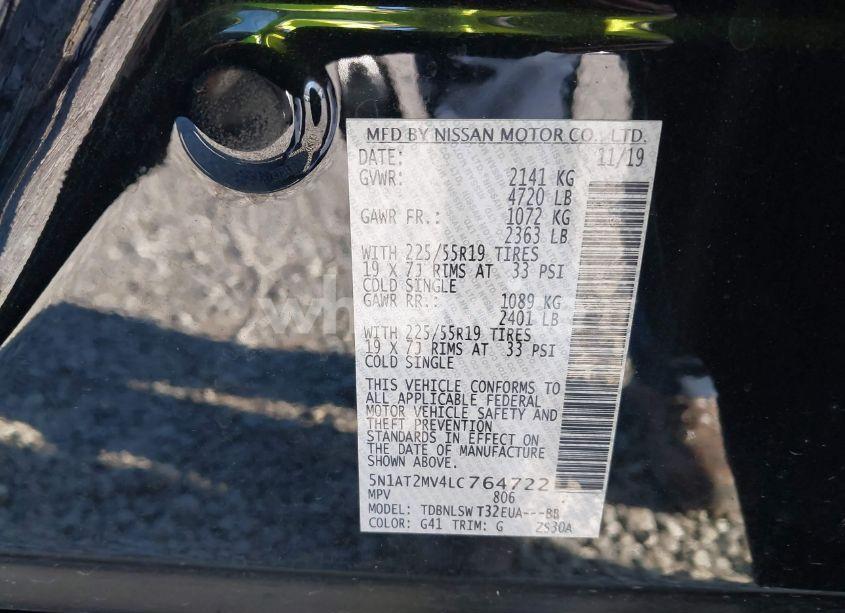 MFD BY NISSAN MOTOR CO., LTD.
DATE: 11/19
GVWR: 2141 KG
4720 LB
GAWR FR.: 1072 KG
2363 LB
WITH 225/55R19 TIRES
19 X 7J RIMS AT 33 PSI
COLD SINGLE
GAWR RR.: 1089 KG
2401 LB
WITH 225/55R19 TIRES
19 X 7J RIMS AT 33 PSI
COLD SINGLE
THIS VEHICLE CONFORMS TO
ALL APPLICABLE FEDERAL
MOTOR VEHICLE SAFETY AND
THEFT PREVENTION
STANDARDS IN EFFECT ON
THE DATE OF MANUFACTURE
SHOWN ABOVE.
5N1AT2MV4LC764722
MPV 806
MODEL: TDBNLSW T32EUA---BB
COLOR: G41 TRIM: G 2S30A